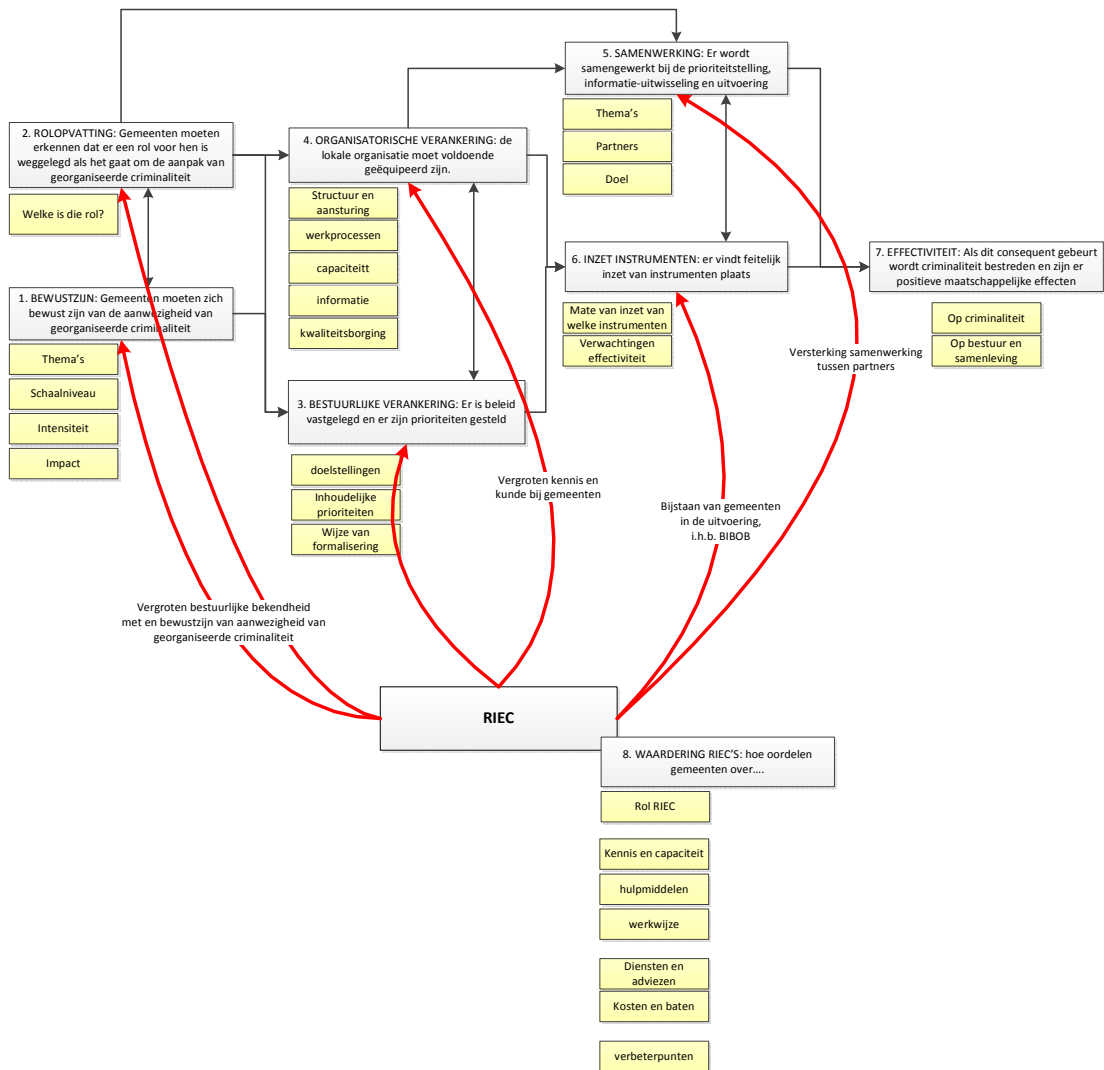 5. SAMENWERKING: Er wordt
samengewerkt bij de prioriteitstelling,
informatie-uitwisseling en uitvoering
Thema's
Partners
Doel
2. ROLOPVATTING: Gemeenten moeten
erkennen dat er een rol voor hen is
weggelegd als het gaat om de aanpak van
georganiseerde criminaliteit
Welke is die rol?
4. ORGANISATORISCHE VERANKERING: de
lokale organisatie moet voldoende
geëquipeerd zijn.
Structuur en
aansturing
werkprocessen
capaciteitt
informatie
kwaliteitsborging
6. INZET INSTRUMENTEN: er vindt feitelijk
inzet van instrumenten plaats
Mate van inzet van
welke instrumenten
Verwachtingen
effectiviteit
7. EFFECTIVITEIT: Als dit consequent gebeurt
wordt criminaliteit bestreden en zijn er
positieve maatschappelijke effecten
Op criminaliteit
Op bestuur en
samenleving
1. BEWUSTZIJN: Gemeenten moeten zich
bewust zijn van de aanwezigheid van
georganiseerde criminaliteit
Thema's
Schaalniveau
Intensiteit
Impact
Versterking samenwerking
tussen partners
3. BESTUURLIJKE VERANKERING: Er is beleid
vastgelegd en er zijn prioriteiten gesteld
doelstellingen
Inhoudelijke
prioriteiten
Wijze van
formalisering
Vergroten kennis en
kunde bij gemeenten
Bijstaan van gemeenten
in de uitvoering,
i.h.b. BIBOB
Vergroten bestuurlijke bekendheid
met en bewustzijn van aanwezigheid van
georganiseerde criminaliteit
RIEC
8. WAARDERING RIEC'S: hoe oordelen
gemeenten over....
Rol RIEC
Kennis en capaciteit
hulpmiddelen
werkwijze
Diensten en
adviezen
Kosten en baten
verbeterpunten